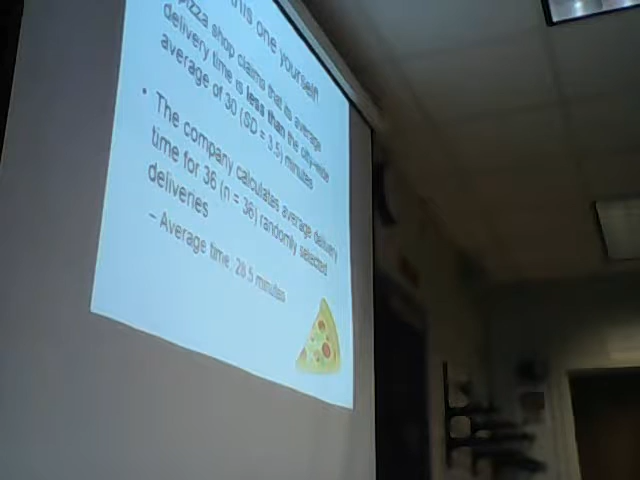 this one yourself!
pizza shop claims that its average
delivery time is less than the city-wide
average of 30 (SD = 3.5) minutes
• The company calculates average delivery
time for 36 (n = 36) randomly selected
deliveries
– Average time: 28.5 minutes